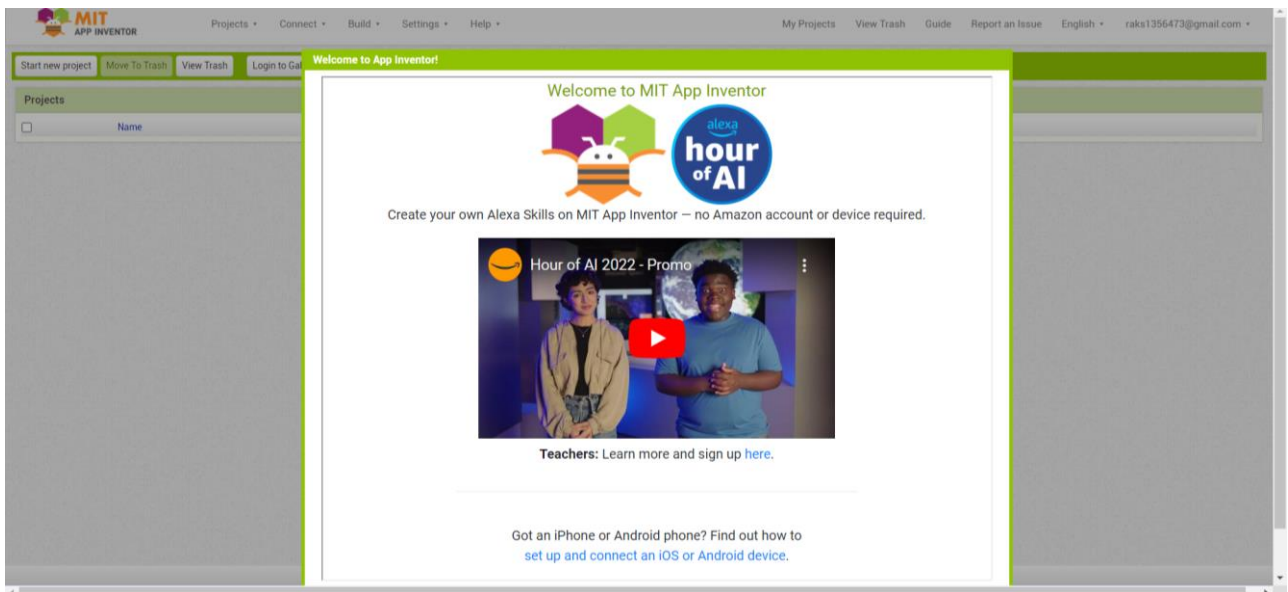 MIT
APP INVENTOR
Projects Connect Build Settings Help My Projects View Trash Guide Report an Issue English raks1356473@gmail.com
Start new project Move To Trash View Trash Login to Gal
Welcome to App Inventor!
Projects
Name
Welcome to MIT App Inventor
alexa
hour
of AI
Create your own Alexa Skills on MIT App Inventor — no Amazon account or device required.
Hour of AI 2022 - Promo
Teachers: Learn more and sign up here.
Got an iPhone or Android phone? Find out how to
set up and connect an iOS or Android device.